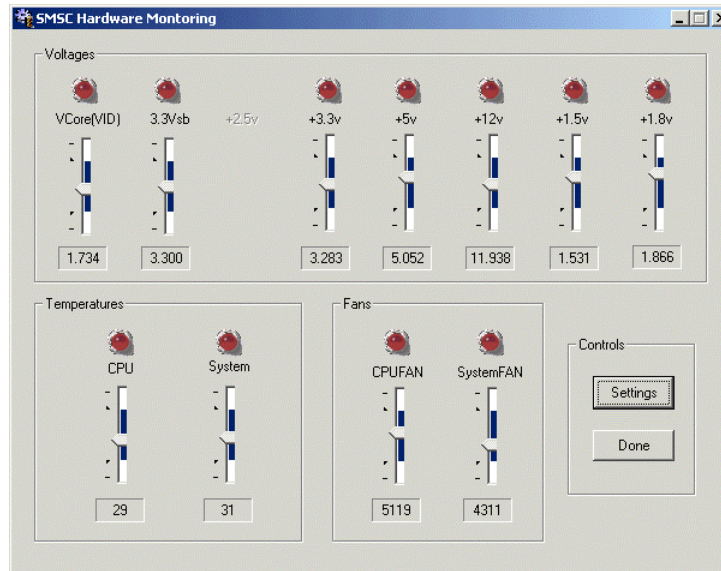 SMSC Hardware Montoring
Voltages
VCore(VID) 3.3Vsb +2.5v +3.3v +5v +12v +1.5v +1.8v
1.734 3.300 3.283 5.052 11.938 1.531 1.866
Temperatures
CPU System
29 31
Fans
CPUFAN SystemFAN
5119 4311
Controls
Settings
Done